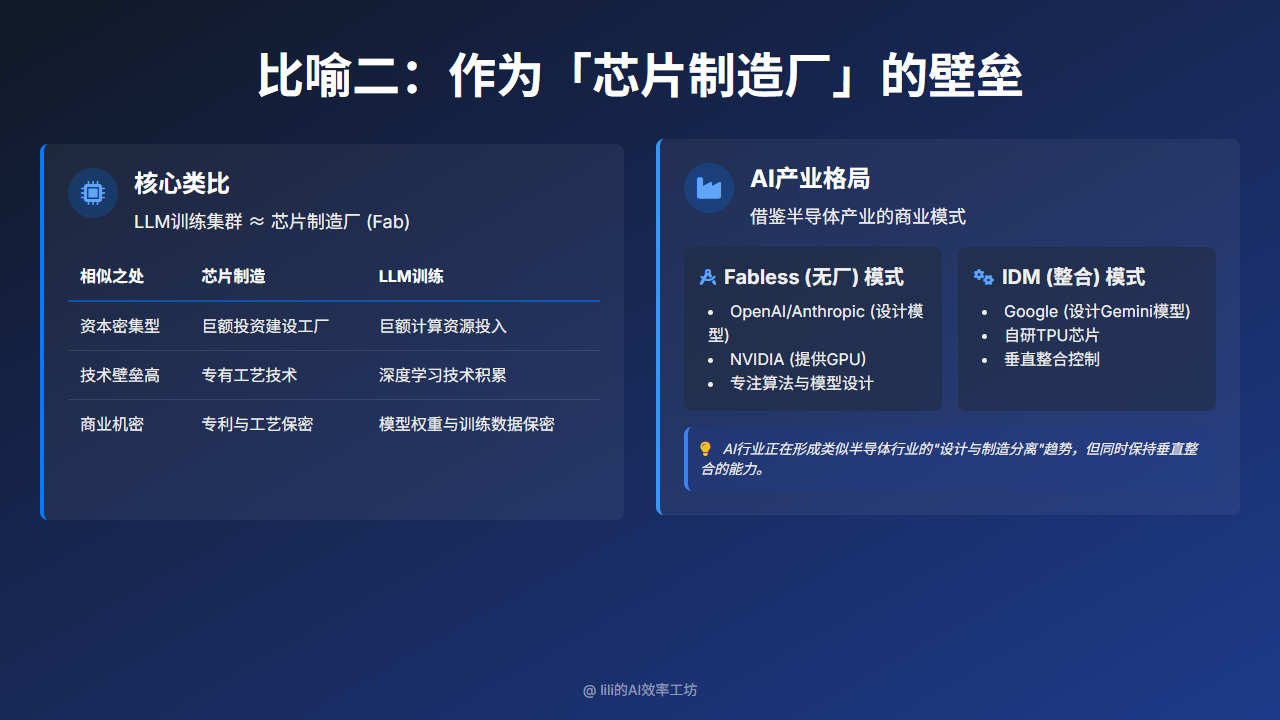 比喻二：作为「芯片制造厂」的壁垒
核心类比
LLM训练集群 ≈ 芯片制造厂 (Fab)
相似之处 芯片制造 LLM训练
资本密集型 巨额投资建设工厂 巨额计算资源投入
技术壁垒高 专有工艺技术 深度学习技术积累
商业机密 专利与工艺保密 模型权重与训练数据保密
AI产业格局
借鉴半导体产业的商业模式
Fabless (无厂) 模式
• OpenAI/Anthropic (设计模
型)
• NVIDIA (提供GPU)
• 专注算法与模型设计
IDM (整合) 模式
• Google (设计Gemini模型)
• 自研TPU芯片
• 垂直整合控制
AI行业正在形成类似半导体行业的"设计与制造分离"趋势，但同时保持垂直整
合的能力。
@ lili的AI效率工坊